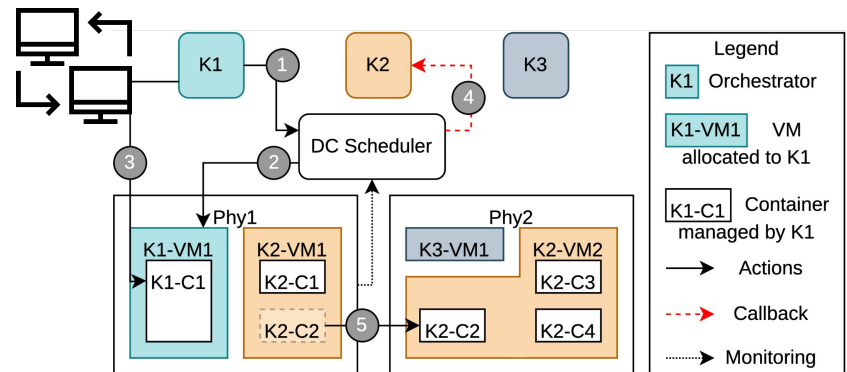 K1
1
K2
K3
4
DC Scheduler
3
2
Phy1
K1-VM1
K1-C1
K2-VM1
K2-C1
K2-C2
5
Phy2
K3-VM1
K2-VM2
K2-C3
K2-C2
K2-C4
Legend
K1 Orchestrator
K1-VM1 VM
allocated to K1
K1-C1 Container
managed by K1
Actions
Callback
Monitoring